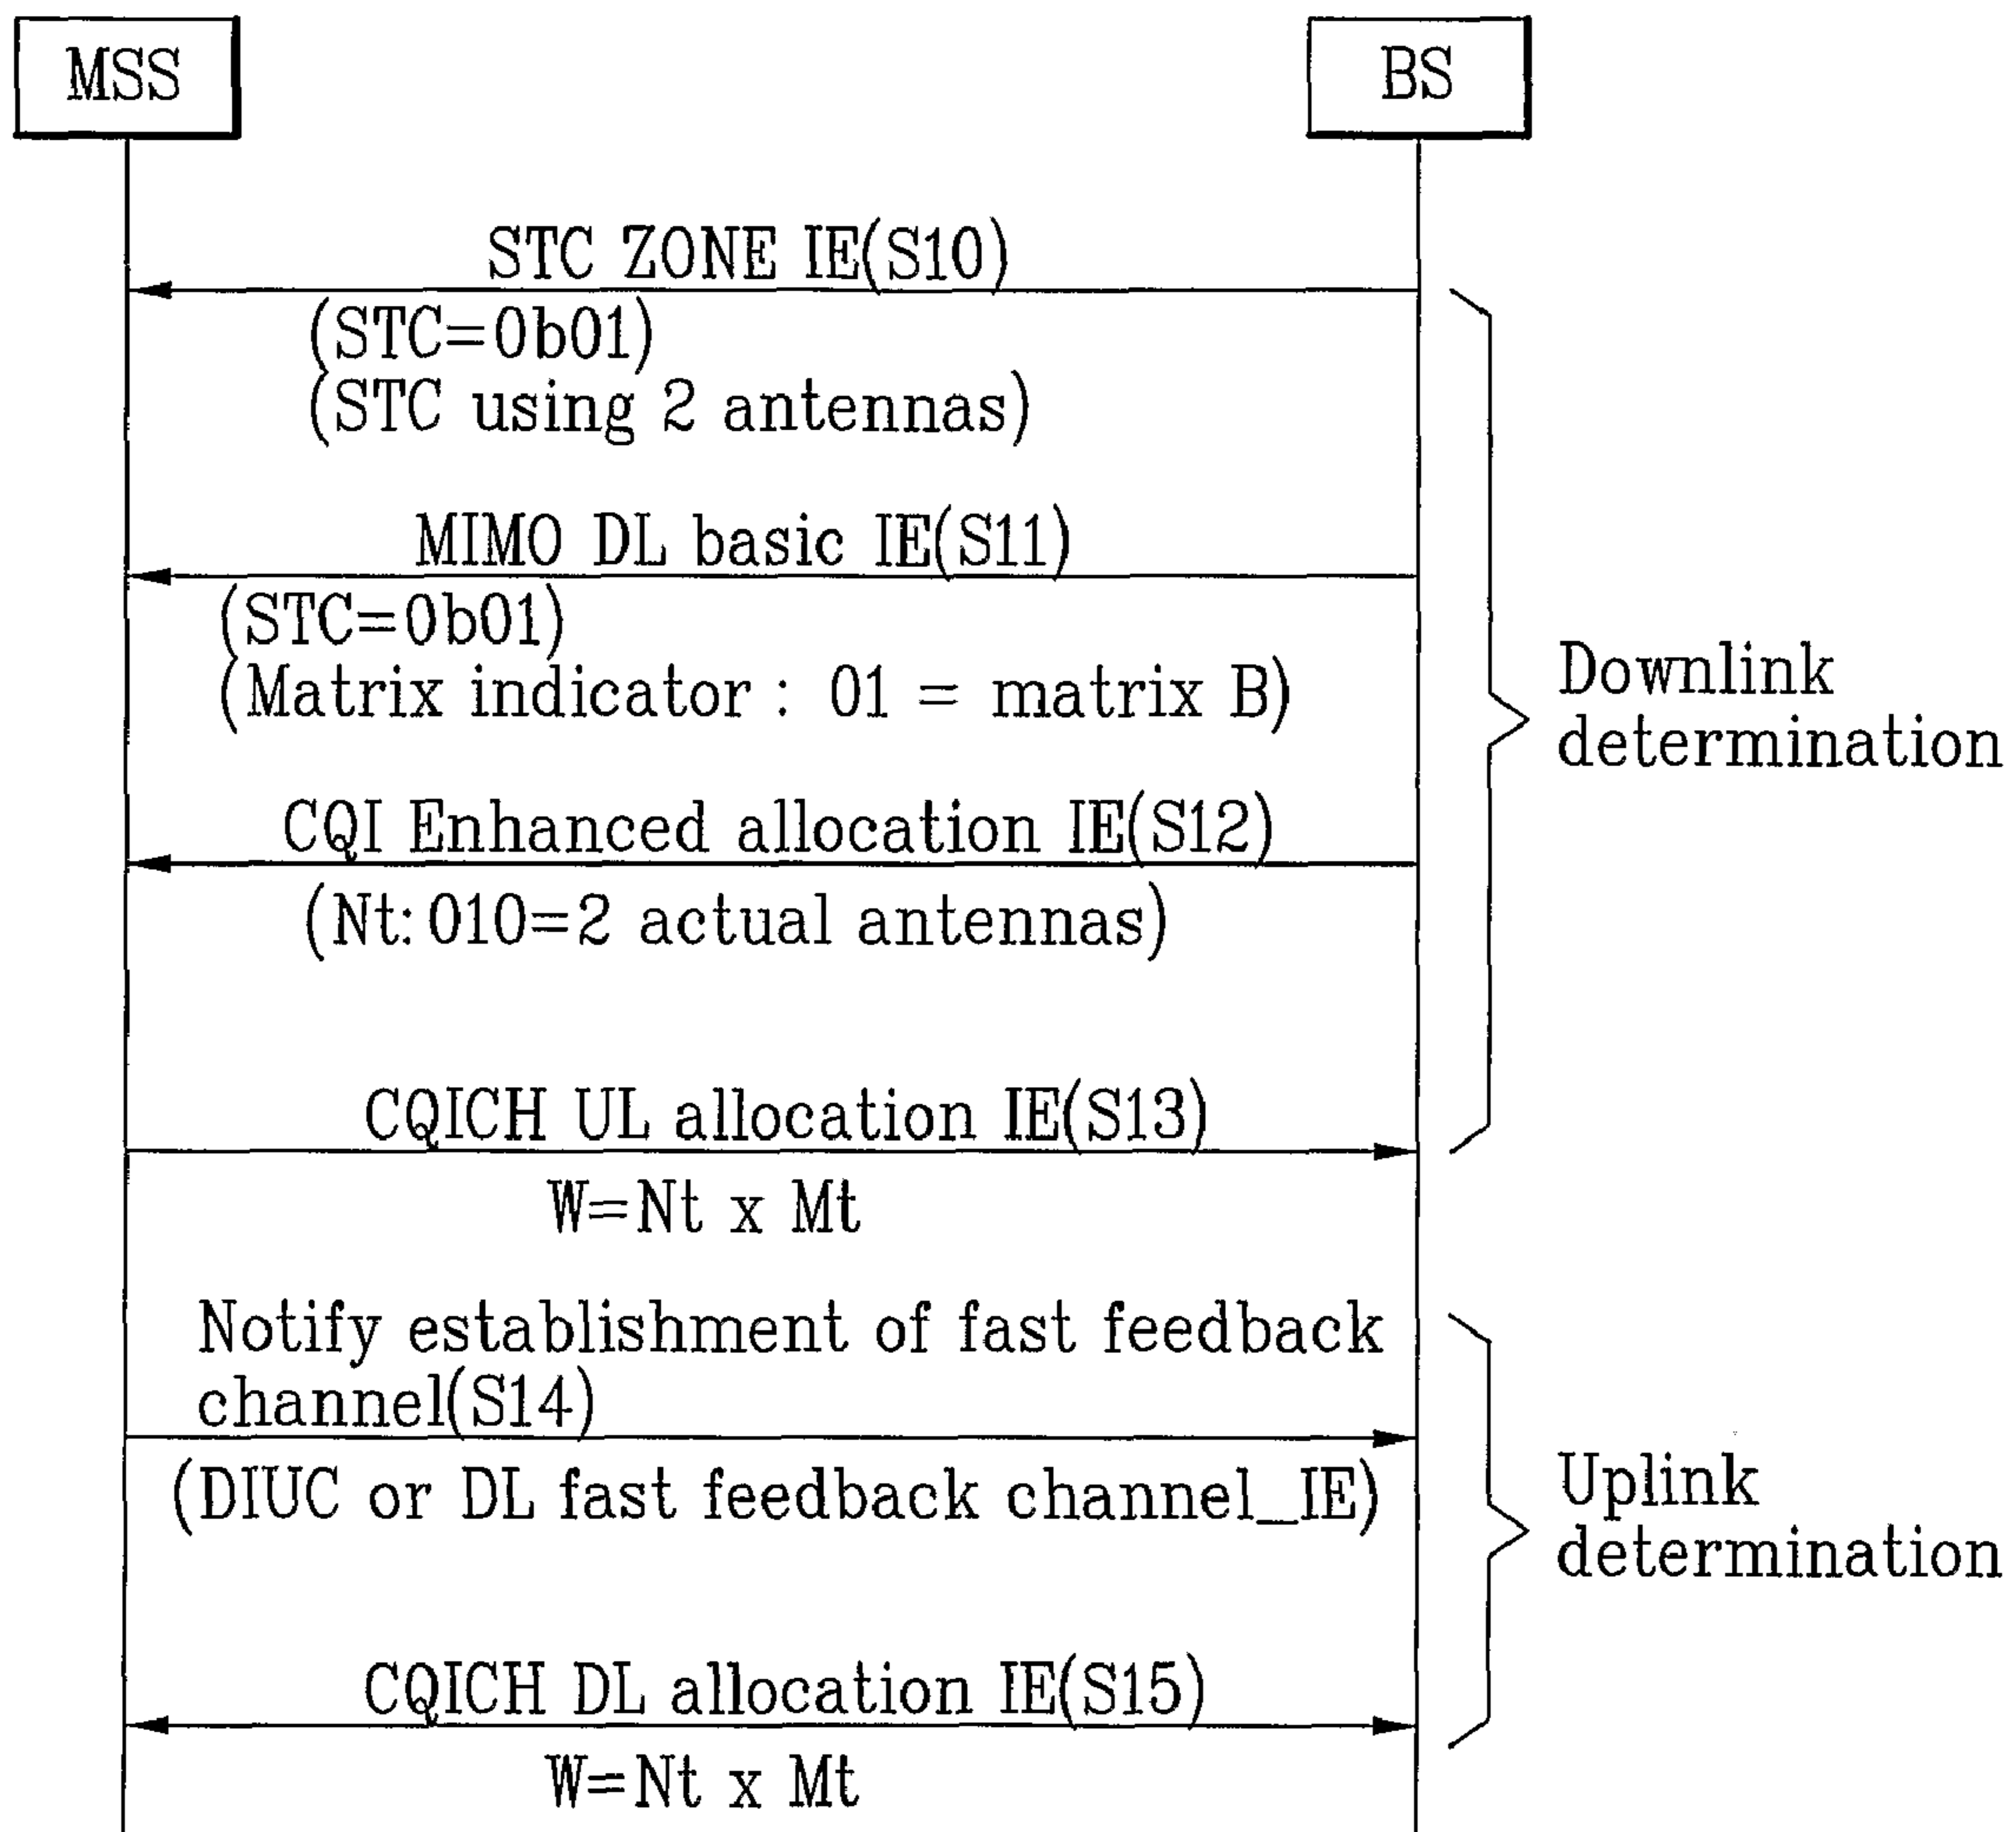 MSS
BS
STC ZONE IE(S10)
(STC=0b01)
(STC using 2 antennas)
MIMO DL basic IE(S11)
(STC=0b01)
(Matrix indicator : 01 = matrix B)
Downlink
determination
CQI Enhanced allocation IE(S12)
(Nt:010=2 actual antennas)
CQICH UL allocation IE(S13)
W=Nt x Mt
Notify establishment of fast feedback
channel(S14)
(DIUC or DL fast feedback channel_IE)
Uplink
determination
CQICH DL allocation IE(S15)
W=Nt x Mt